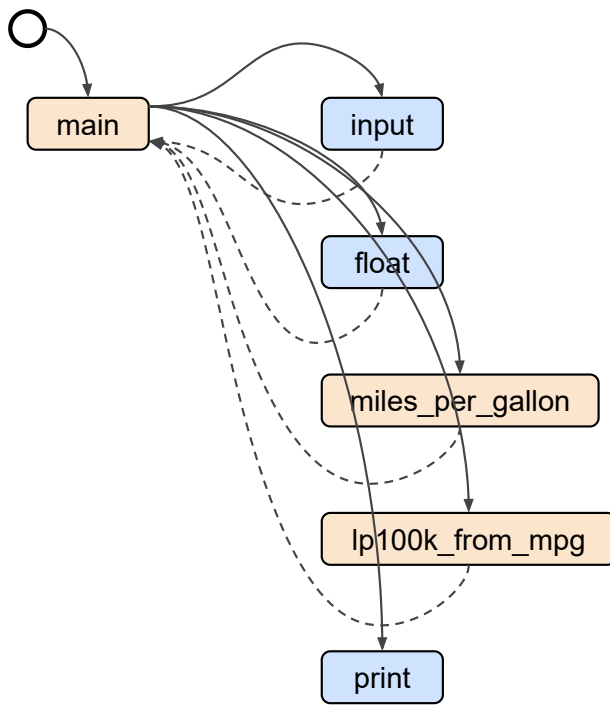 main
input
float
miles_per_gallon
lp100k_from_mpg
print